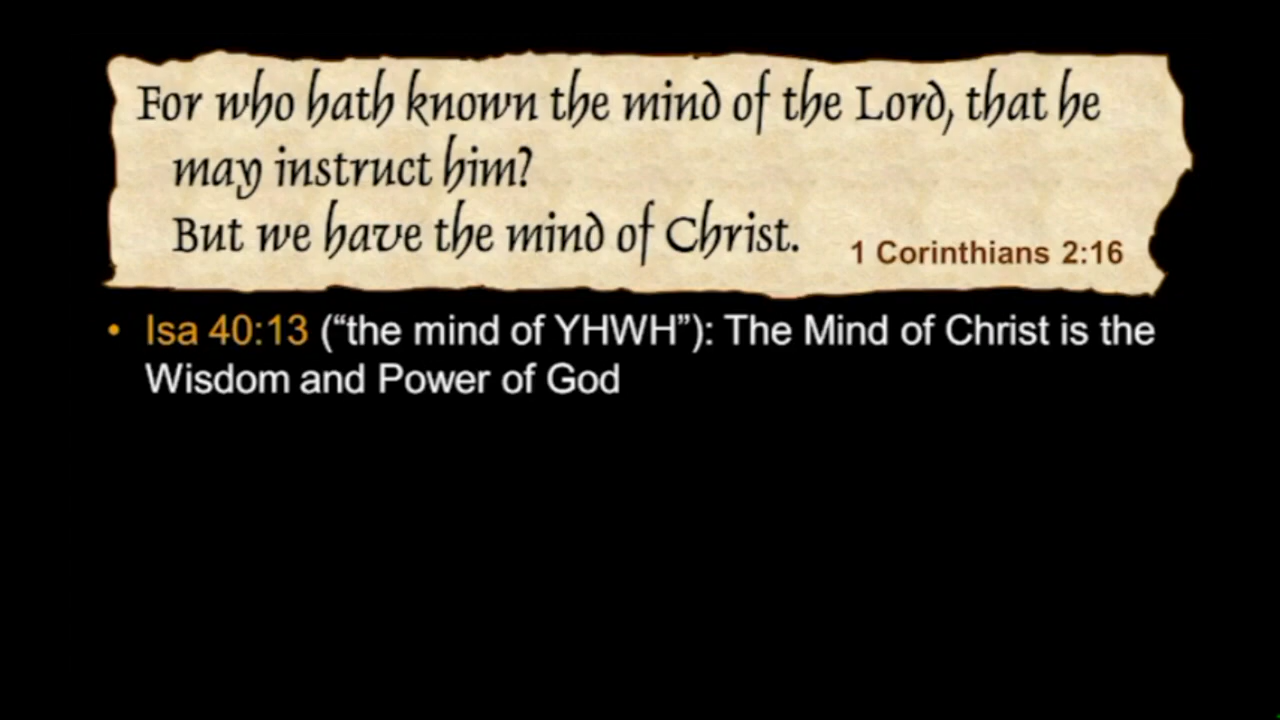 For who hath known the mind of the Lord, that he
may instruct him?
But we have the mind of Christ.
1 Corinthians 2:16
• Isa 40:13 (“the mind of YHWH”): The Mind of Christ is the
Wisdom and Power of God